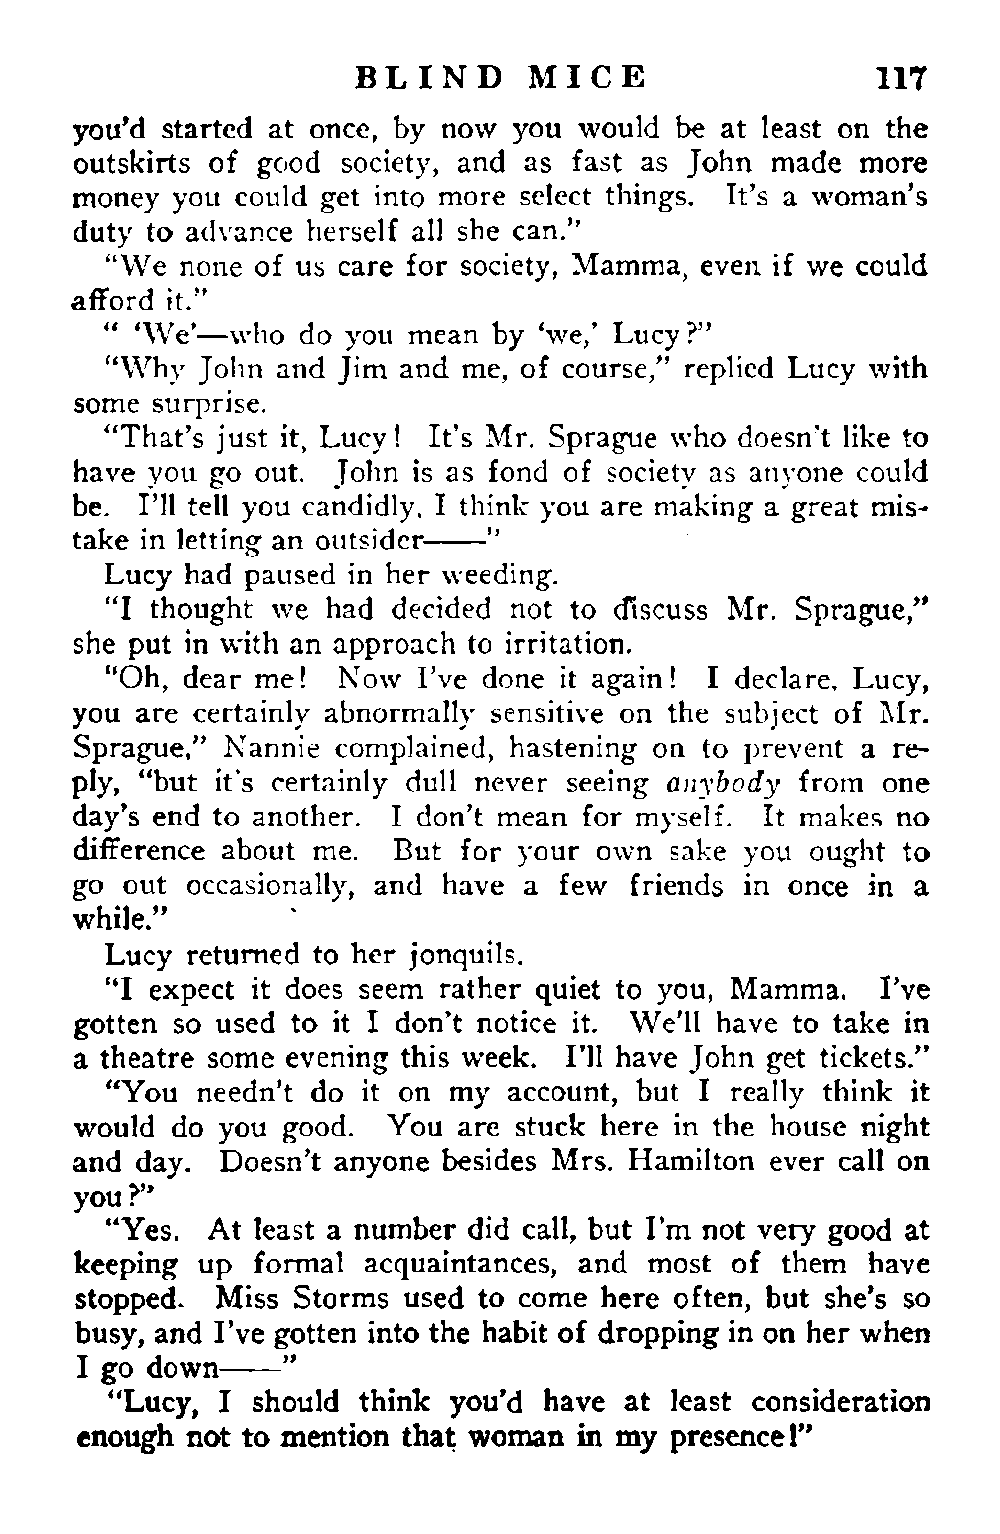 BLIND MICE 117
you'd started at once, by now you would be at least on the
outskirts of good society, and as fast as John made more
money you could get into more select things. It's a woman's
duty to advance herself all she can."
"We none of us care for society, Mamma, even if we could
afford it."
" 'We'—who do you mean by 'we,' Lucy?"
"Why John and Jim and me, of course," replied Lucy with
some surprise.
"That's just it, Lucy! It's Mr. Sprague who doesn't like to
have you go out. John is as fond of society as anyone could
be. I'll tell you candidly, I think you are making a great mis-
take in letting an outsider——"
Lucy had paused in her weeding.
"I thought we had decided not to discuss Mr. Sprague,"
she put in with an approach to irritation.
"Oh, dear me! Now I've done it again! I declare, Lucy,
you are certainly abnormally sensitive on the subject of Mr.
Sprague," Nannie complained, hastening on to prevent a re-
ply, "but it's certainly dull never seeing anybody from one
day's end to another. I don't mean for myself. It makes no
difference about me. But for your own sake you ought to
go out occasionally, and have a few friends in once in a
while."
Lucy returned to her jonquils.
"I expect it does seem rather quiet to you, Mamma. I've
gotten so used to it I don't notice it. We'll have to take in
a theatre some evening this week. I'll have John get tickets."
"You needn't do it on my account, but I really think it
would do you good. You are stuck here in the house night
and day. Doesn't anyone besides Mrs. Hamilton ever call on
you?"
"Yes. At least a number did call, but I'm not very good at
keeping up formal acquaintances, and most of them have
stopped. Miss Storms used to come here often, but she's so
busy, and I've gotten into the habit of dropping in on her when
I go down——"
"Lucy, I should think you'd have at least consideration
enough not to mention that woman in my presence!"